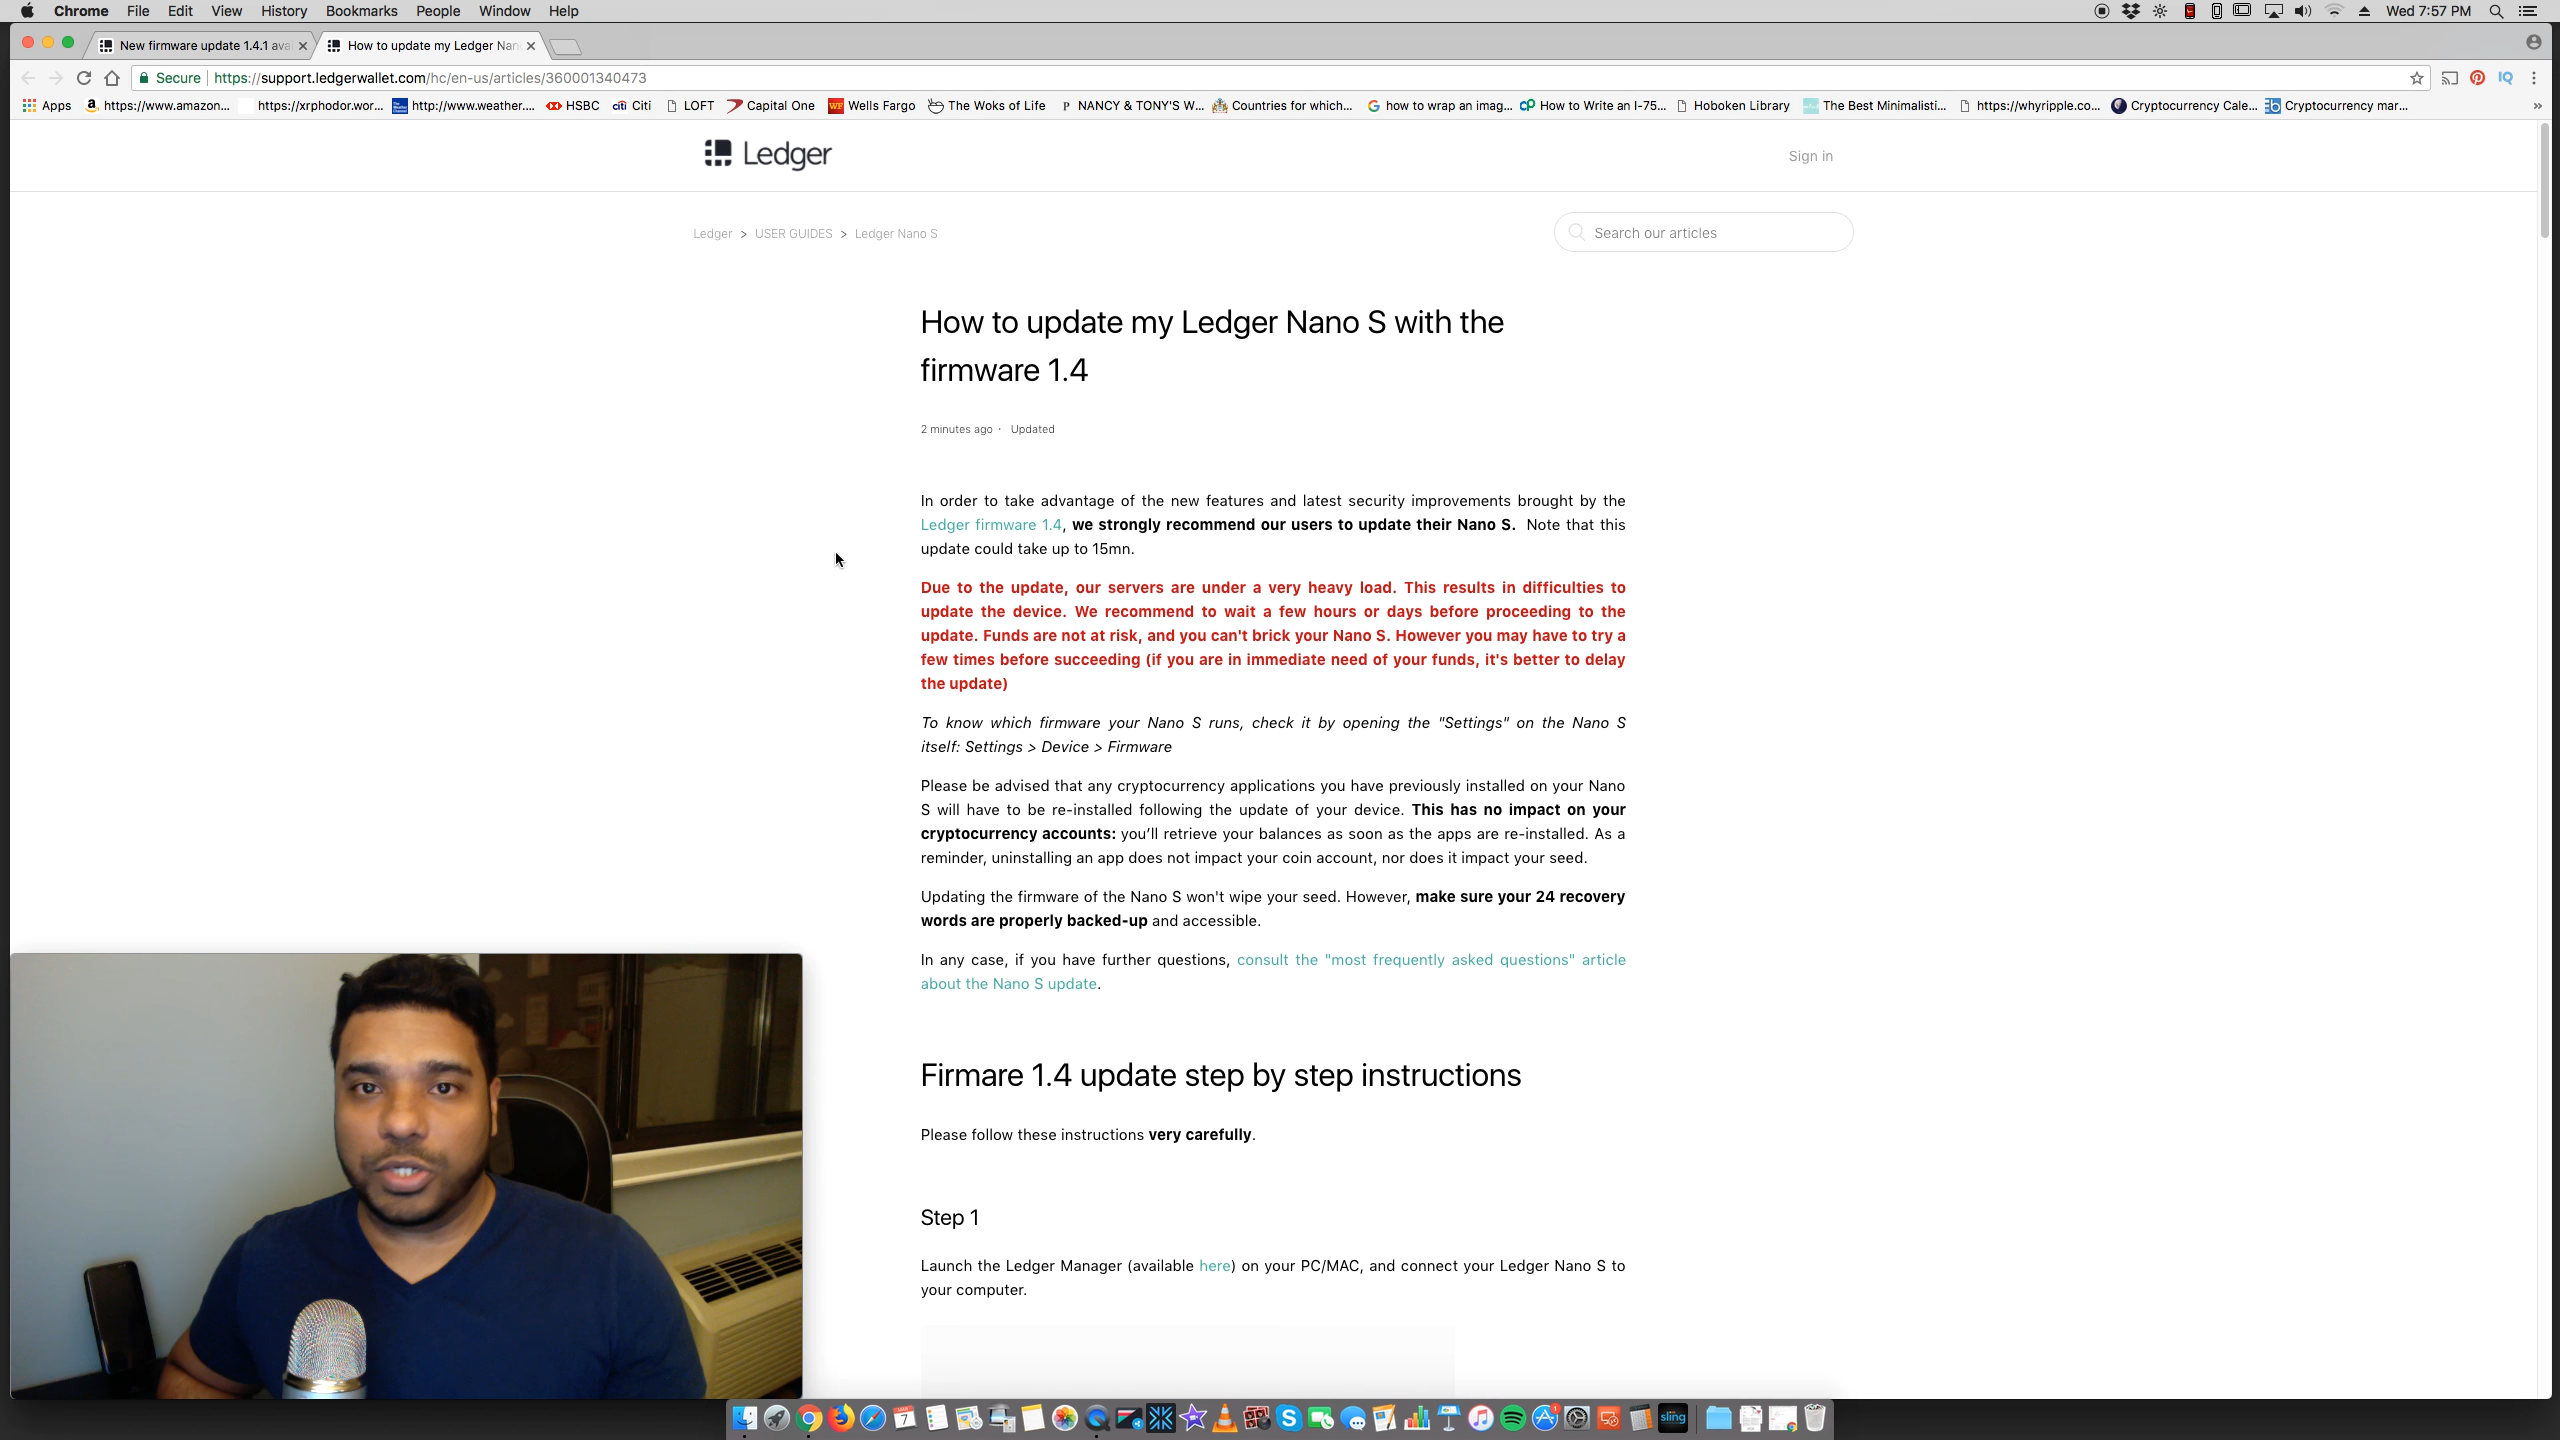 Chrome File Edit View History Bookmarks People Window Help
Wed 7:57 PM
New firmware update 1.4.1 ava
How to update my Ledger Nan
Secure
https://support.ledgerwallet.com/hc/en-us/articles/360001340473
Apps https://www.amazon... https://xrphodor.wor... http://www.weather.... HSBC Citi LOFT Capital One Wells Fargo The Woks of Life NANCY & TONY'S W... Countries for which... how to wrap an imag... How to Write an I-75... Hoboken Library The Best Minimalisti... https://whyripple.co... Cryptocurrency Cale... Cryptocurrency mar...
Ledger
Sign in
Ledger > USER GUIDES > Ledger Nano S
Search our articles
How to update my Ledger Nano S with the
firmware 1.4
2 minutes ago · Updated
In order to take advantage of the new features and latest security improvements brought by the
Ledger firmware 1.4, we strongly recommend our users to update their Nano S. Note that this
update could take up to 15mn.
Due to the update, our servers are under a very heavy load. This results in difficulties to
update the device. We recommend to wait a few hours or days before proceeding to the
update. Funds are not at risk, and you can't brick your Nano S. However you may have to try a
few times before succeeding (if you are in immediate need of your funds, it's better to delay
the update)
To know which firmware your Nano S runs, check it by opening the "Settings" on the Nano S
itself: Settings > Device > Firmware
Please be advised that any cryptocurrency applications you have previously installed on your Nano
S will have to be re-installed following the update of your device. This has no impact on your
cryptocurrency accounts: you’ll retrieve your balances as soon as the apps are re-installed. As a
reminder, uninstalling an app does not impact your coin account, nor does it impact your seed.
Updating the firmware of the Nano S won't wipe your seed. However, make sure your 24 recovery
words are properly backed-up and accessible.
In any case, if you have further questions, consult the "most frequently asked questions" article
about the Nano S update.
Firmare 1.4 update step by step instructions
Please follow these instructions very carefully.
Step 1
Launch the Ledger Manager (available here) on your PC/MAC, and connect your Ledger Nano S to
your computer.
7
sling